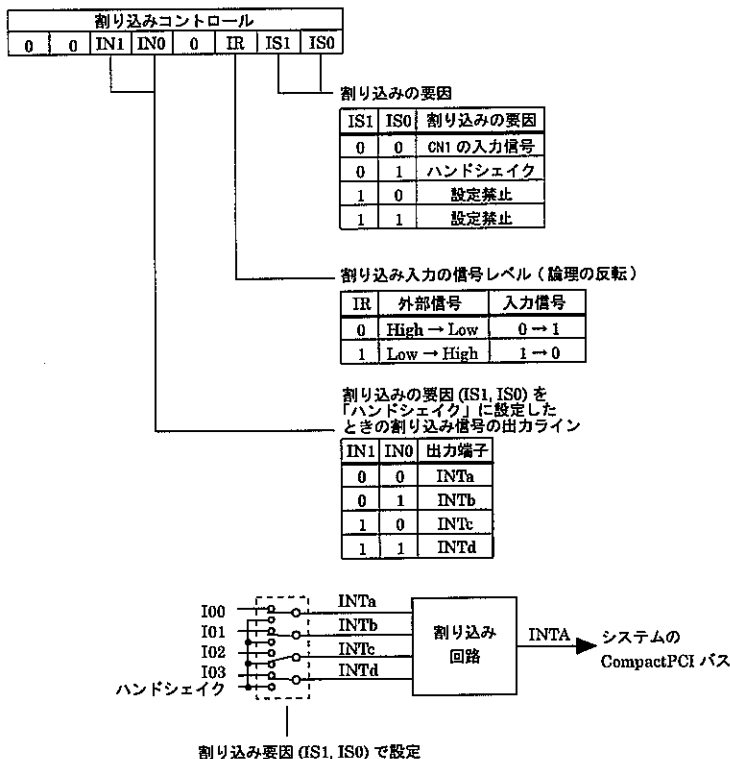 割り込みコントロール
0 0 IN1 IN0 0 IR IS1 IS0
割り込みの要因
IS1 IS0 割り込みの要因
0 0 CN1 の入力信号
0 1 ハンドシェイク
1 0 設定禁止
1 1 設定禁止
割り込み入力の信号レベル ( 論理の反転 )
IR 外部信号 入力信号
0 High → Low 0 → 1
1 Low → High 1 → 0
割り込みの要因 (IS1, IS0) を
「ハンドシェイク」に設定した
ときの割り込み信号の出力ライン
IN1 IN0 出力端子
0 0 INTa
0 1 INTb
1 0 INTc
1 1 INTd
I00 INTa
I01 INTb
I02 INTc
I03 INTd
ハンドシェイク
割り込み
回路
INTA
システムの
CompactPCI バス
割り込み要因 (IS1, IS0) で設定